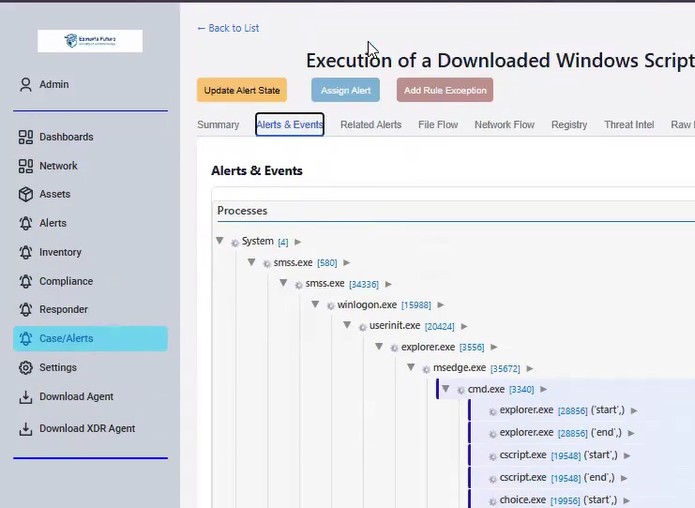 ← Back to List
Execution of a Downloaded Windows Script
Admin
Update Alert State
Assign Alert
Add Rule Exception
Summary
Alerts & Events
Related Alerts
File Flow
Network Flow
Registry
Threat Intel
Raw
Dashboards
Network
Assets
Alerts
Inventory
Compliance
Responder
Case/Alerts
Settings
Download Agent
Download XDR Agent
Alerts & Events
Processes
System [4]
smss.exe [580]
smss.exe [34336]
winlogon.exe [15988]
userinit.exe [20424]
explorer.exe [3556]
msedge.exe [35672]
cmd.exe [3340]
explorer.exe [28856] ('start',)
explorer.exe [28856] ('end',)
cscript.exe [19548] ('start',)
cscript.exe [19548] ('end',)
choice.exe [19956] ('start',)